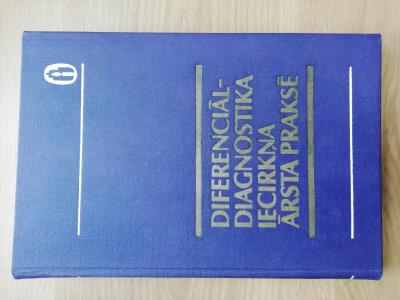 DIFERENCIĀL-
DIAGNOSTIKA
IECIRKŅA
ĀRSTA PRAKSĒ